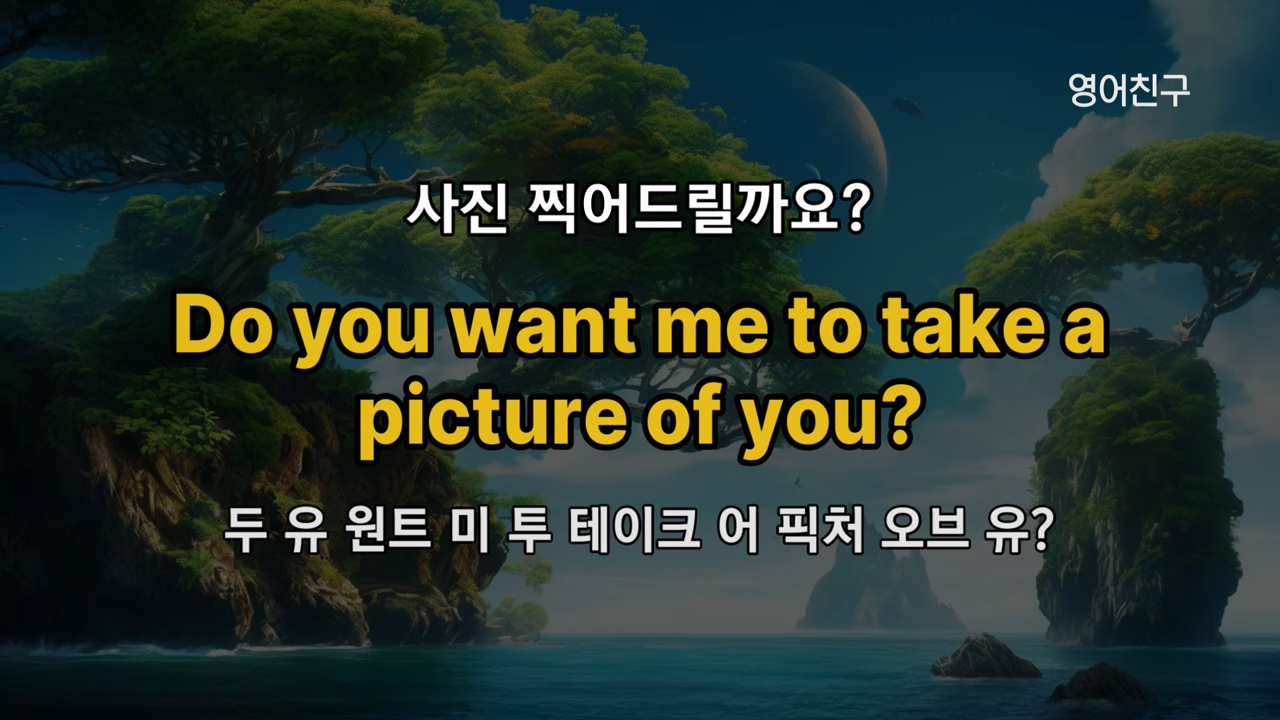 영어친구
사진 찍어드릴까요?
Do you want me to take a
picture of you?
두 유 원트 미 투 테이크 어 픽처 오브 유?